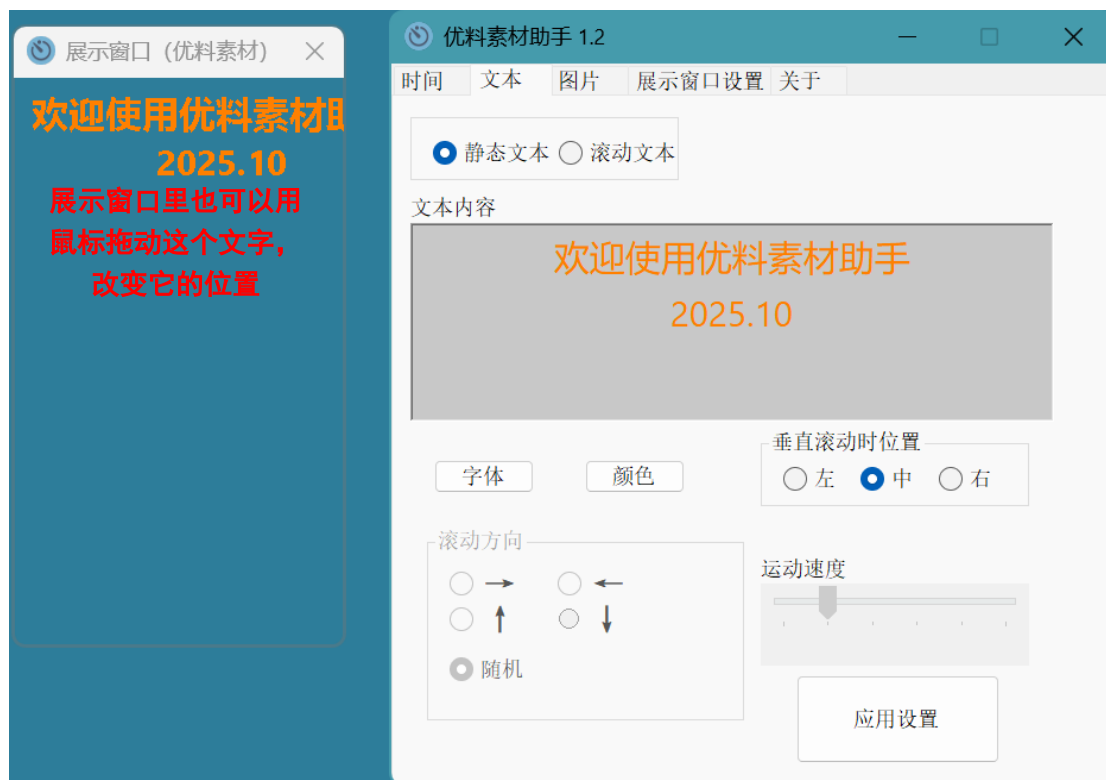 展示窗口（优料素材）
欢迎使用优料素材
2025.10
展示窗口里也可以用
鼠标拖动这个文字，
改变它的位置
优料素材助手 1.2
时间 文本 图片 展示窗口设置 关于
静态文本 滚动文本
文本内容
欢迎使用优料素材助手
2025.10
字体 颜色
垂直滚动时位置
左 中 右
滚动方向
→ ←
↑ ↓
随机
运动速度
应用设置